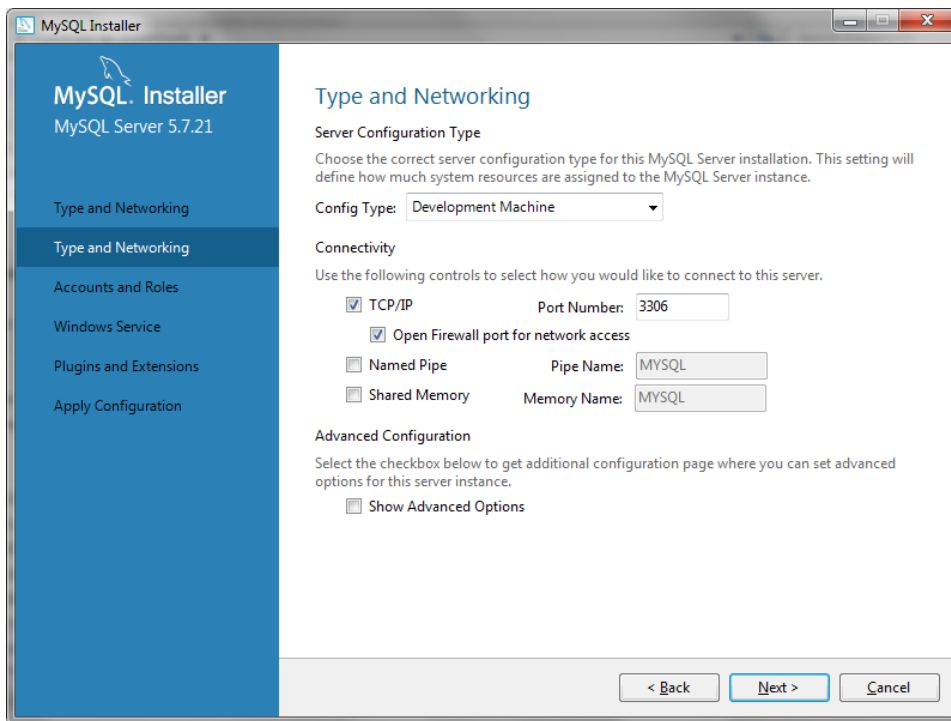 MySQL Installer
MySQL. Installer
MySQL Server 5.7.21
Type and Networking
Type and Networking
Accounts and Roles
Windows Service
Plugins and Extensions
Apply Configuration
Type and Networking
Server Configuration Type
Choose the correct server configuration type for this MySQL Server installation. This setting will
define how much system resources are assigned to the MySQL Server instance.
Config Type: Development Machine
Connectivity
Use the following controls to select how you would like to connect to this server.
TCP/IP Port Number: 3306
Open Firewall port for network access
Named Pipe Pipe Name: MYSQL
Shared Memory Memory Name: MYSQL
Advanced Configuration
Select the checkbox below to get additional configuration page where you can set advanced
options for this server instance.
Show Advanced Options
< Back Next > Cancel